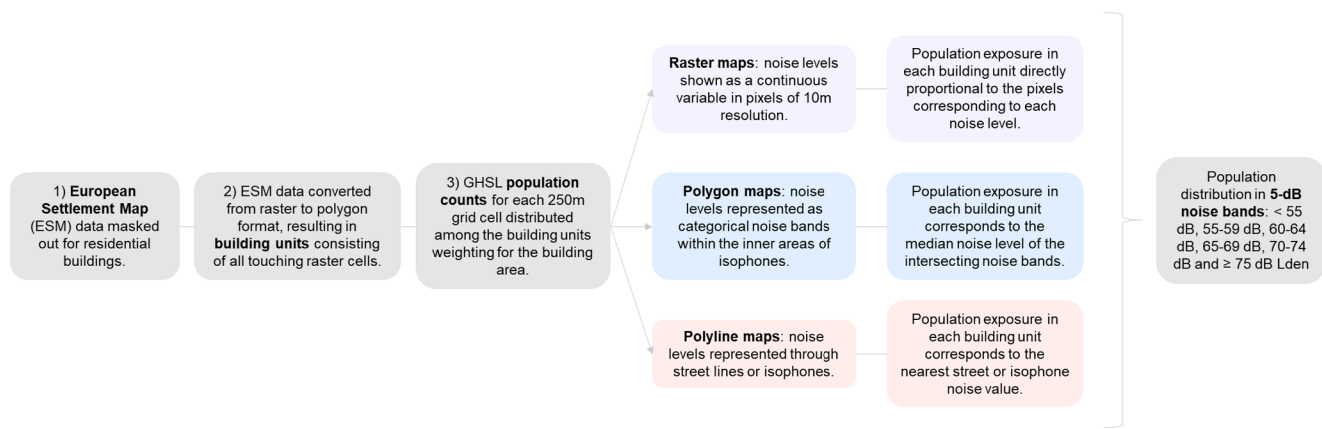 1) European
Settlement Map
(ESM) data masked
out for residential
buildings.
2) ESM data converted
from raster to polygon
format, resulting in
building units consisting
of all touching raster cells.
3) GHSL population
counts for each 250m
grid cell distributed
among the building units
weighting for the building
area.
Raster maps: noise levels
shown as a continuous
variable in pixels of 10m
resolution.
Population exposure in
each building unit directly
proportional to the pixels
corresponding to each
noise level.
Polygon maps: noise
levels represented as
categorical noise bands
within the inner areas of
isophones.
Population exposure in
each building unit
corresponds to the
median noise level of the
intersecting noise bands.
Polyline maps: noise
levels represented through
street lines or isophones.
Population exposure in
each building unit
corresponds to the
nearest street or isophone
noise value.
Population
distribution in 5-dB
noise bands: < 55
dB, 55-59 dB, 60-64
dB, 65-69 dB, 70-74
dB and ≥ 75 dB Lden